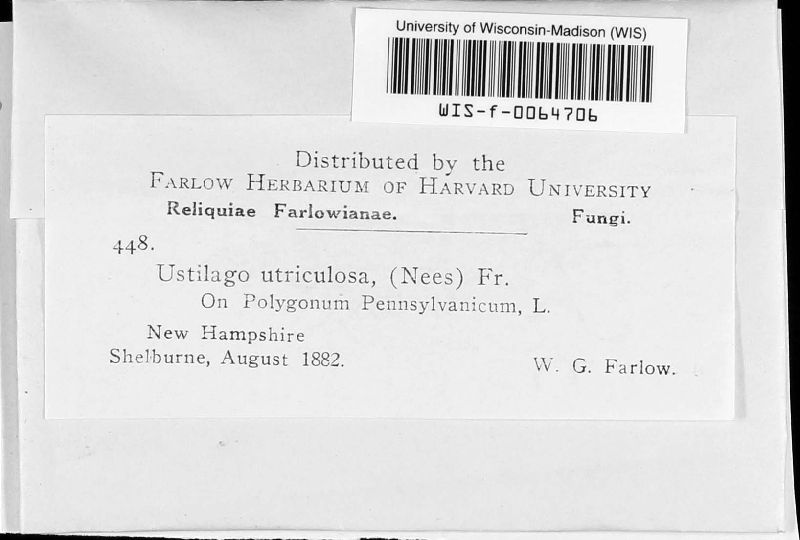 University of Wisconsin-Madison (WIS)
WIS-f-0064706
Distributed by the
FARLOW HERBARIUM OF HARVARD UNIVERSITY
Reliquiae Farlowianae. Fungi.
448.
Ustilago utriculosa, (Nees) Fr.
On Polygonum Pennsylvanicum, L.
New Hampshire
Shelburne, August 1882. W. G. Farlow.